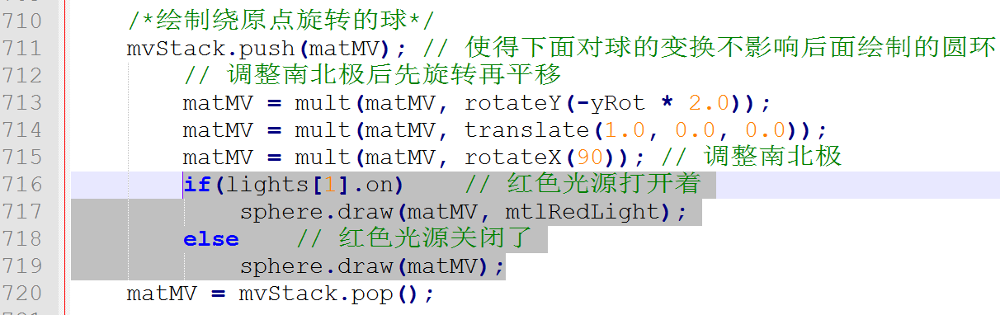 710 /*绘制绕原点旋转的球*/
711 mvStack.push(matMV); // 使得下面对球的变换不影响后面绘制的圆环
712 // 调整南北极后先旋转再平移
713 matMV = mult(matMV, rotateY(-yRot * 2.0));
714 matMV = mult(matMV, translate(1.0, 0.0, 0.0));
715 matMV = mult(matMV, rotateX(90)); // 调整南北极
716 if(lights[1].on) // 红色光源打开着
717 sphere.draw(matMV, mtlRedLight);
718 else // 红色光源关闭了
719 sphere.draw(matMV);
720 matMV = mvStack.pop();